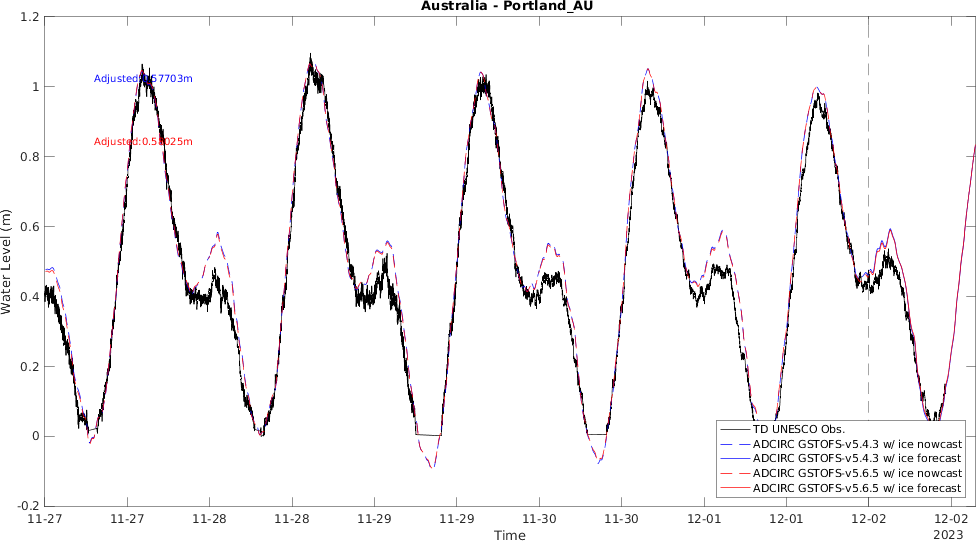 Australia - Portland_AU
1.2
1
0.8
0.6
0.4
0.2
0
-0.2
Water Level (m)
Adjusted:0.57703m
Adjusted:0.58025m
TD UNESCO Obs.
ADCIRC GSTOFS-v5.4.3 w/ ice nowcast
ADCIRC GSTOFS-v5.4.3 w/ ice forecast
ADCIRC GSTOFS-v5.6.5 w/ ice nowcast
ADCIRC GSTOFS-v5.6.5 w/ ice forecast
11-27 11-27 11-28 11-28 11-29 11-29 11-30 11-30 12-01 12-01 12-02 12-02
Time 2023